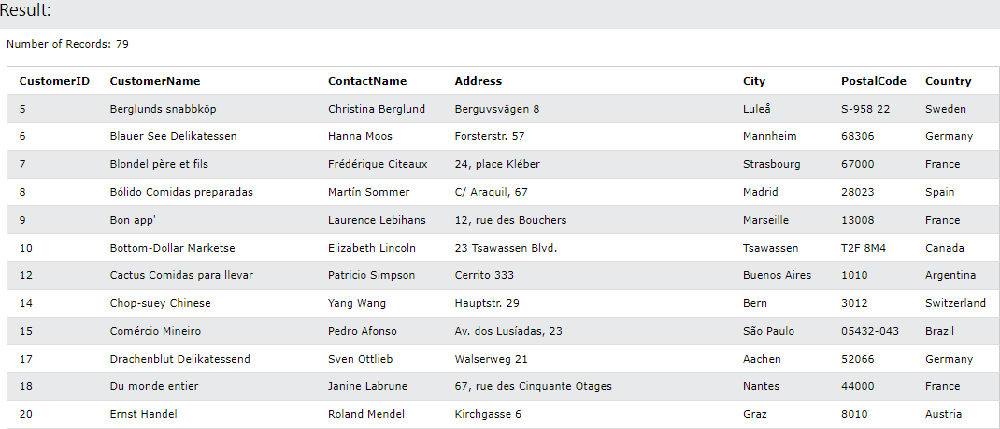 Result:
Number of Records: 79
CustomerID CustomerName ContactName Address City PostalCode Country
5 Berglunds snabbköp Christina Berglund Berguvsvägen 8 Luleå S-958 22 Sweden
6 Blauer See Delikatessen Hanna Moos Forsterstr. 57 Mannheim 68306 Germany
7 Blondel père et fils Frédérique Citeaux 24, place Kléber Strasbourg 67000 France
8 Bólido Comidas preparadas Martín Sommer C/ Araquil, 67 Madrid 28023 Spain
9 Bon app' Laurence Lebihans 12, rue des Bouchers Marseille 13008 France
10 Bottom-Dollar Marketse Elizabeth Lincoln 23 Tsawassen Blvd. Tsawassen T2F 8M4 Canada
12 Cactus Comidas para llevar Patricio Simpson Cerrito 333 Buenos Aires 1010 Argentina
14 Chop-suey Chinese Yang Wang Hauptstr. 29 Bern 3012 Switzerland
15 Comércio Mineiro Pedro Afonso Av. dos Lusíadas, 23 São Paulo 05432-043 Brazil
17 Drachenblut Delikatessend Sven Ottlieb Walserweg 21 Aachen 52066 Germany
18 Du monde entier Janine Labrune 67, rue des Cinquante Otages Nantes 44000 France
20 Ernst Handel Roland Mendel Kirchgasse 6 Graz 8010 Austria